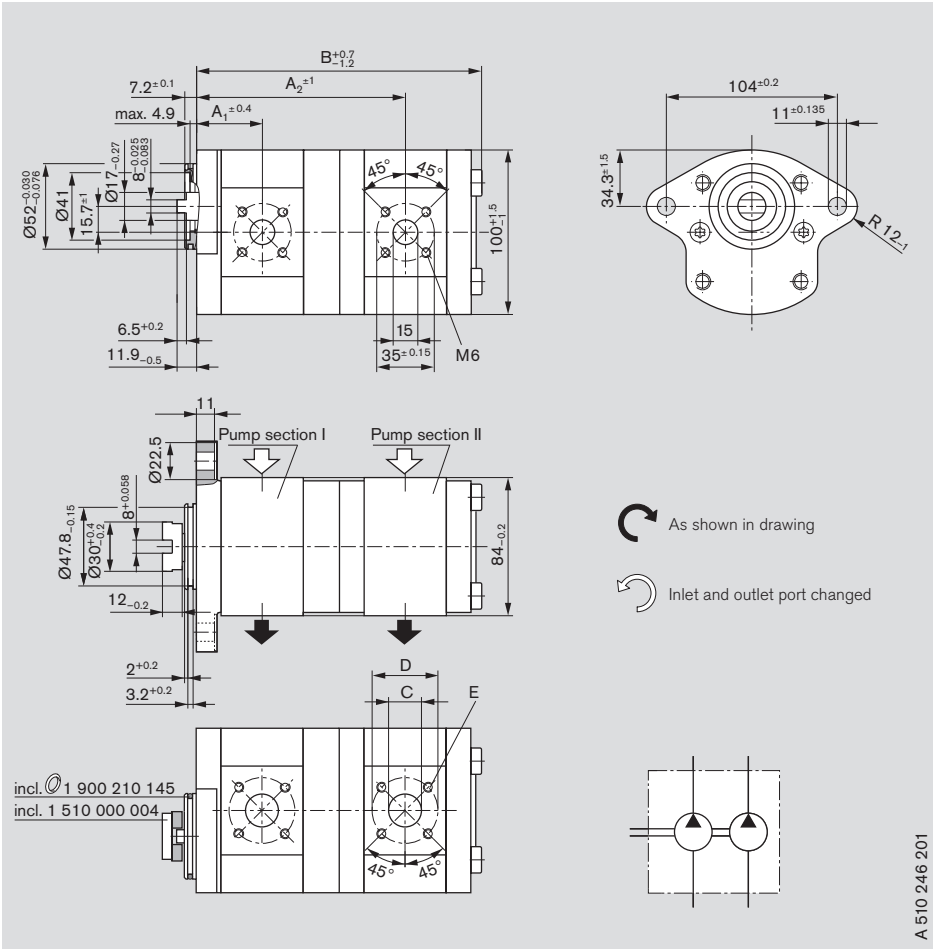 B+0.7 −1.2
A2±1
7.2±0.1
max. 4.9
A1±0.4
Ø52−0.030 −0.076
Ø41
15.7±1
Ø17−0.27
8−0.025 −0.083
45° 45°
100+1.5 −1
6.5+0.2
11.9−0.5
15
35±0.15
M6
104±0.2
11±0.135
34.3±1.5
R 12−1
11
Ø22.5
Pump section I
Pump section II
8+0.058
Ø47.8−0.15
Ø30+0.4 −0.2
12−0.2
84−0.2
2+0.2
3.2+0.2
As shown in drawing
Inlet and outlet port changed
D
C
E
incl. 1 900 210 145
incl. 1 510 000 004
45° 45°
A 510 246 201